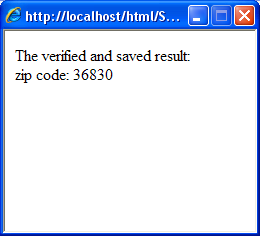 http://localhost/html/S...
The verified and saved result:
zip code: 36830